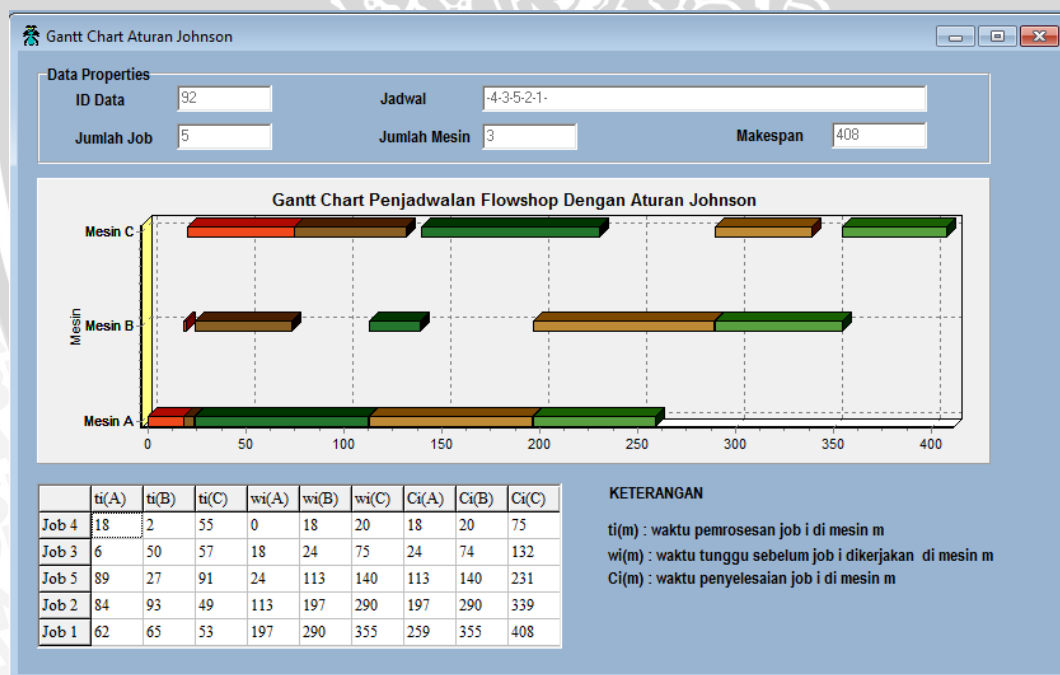 Gantt Chart Aturan Johnson
Data Properties
ID Data 92 Jadwal -4-3-5-2-1-
Jumlah Job 5 Jumlah Mesin 3 Makespan 408
Gantt Chart Penjadwalan Flowshop Dengan Aturan Johnson
Mesin C
Mesin B
Mesin A
Mesin
0 50 100 150 200 250 300 350 400
ti(A) ti(B) ti(C) wi(A) wi(B) wi(C) Ci(A) Ci(B) Ci(C)
Job 4 18 2 55 0 18 20 18 20 75
Job 3 6 50 57 18 24 75 24 74 132
Job 5 89 27 91 24 113 140 113 140 231
Job 2 84 93 49 113 197 290 197 290 339
Job 1 62 65 53 197 290 355 259 355 408
KETERANGAN
ti(m) : waktu pemrosesan job i di mesin m
wi(m) : waktu tunggu sebelum job i dikerjakan di mesin m
Ci(m) : waktu penyelesaian job i di mesin m